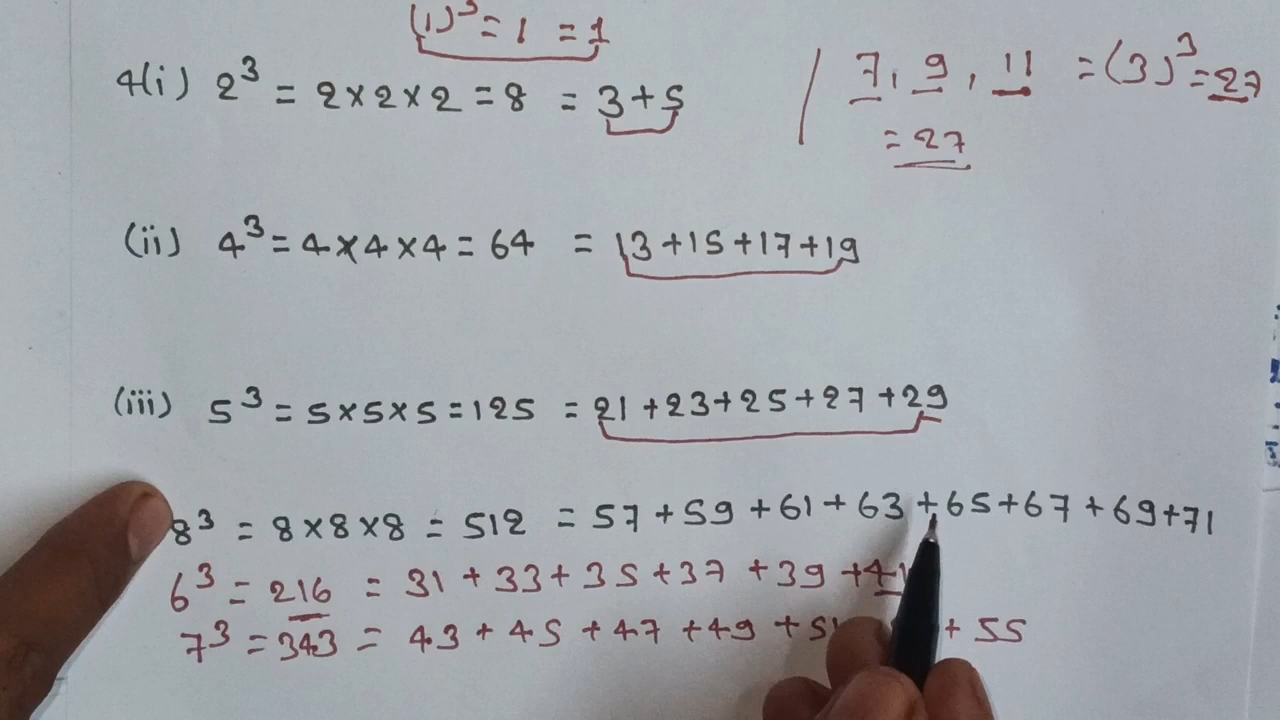 (1)³ = 1 = 1
4(i) 2³ = 2×2×2 = 8 = 3+5
7, 9, 11 = (3)³ = 27
= 27
(ii) 4³ = 4×4×4 = 64 = 13+15+17+19
(iii) 5³ = 5×5×5 = 125 = 21+23+25+27+29
8³ = 8×8×8 = 512 = 57+59+61+63+65+67+69+71
6³ = 216 = 31+33+35+37+39+41
7³ = 343 = 43+45+47+49+51 +55